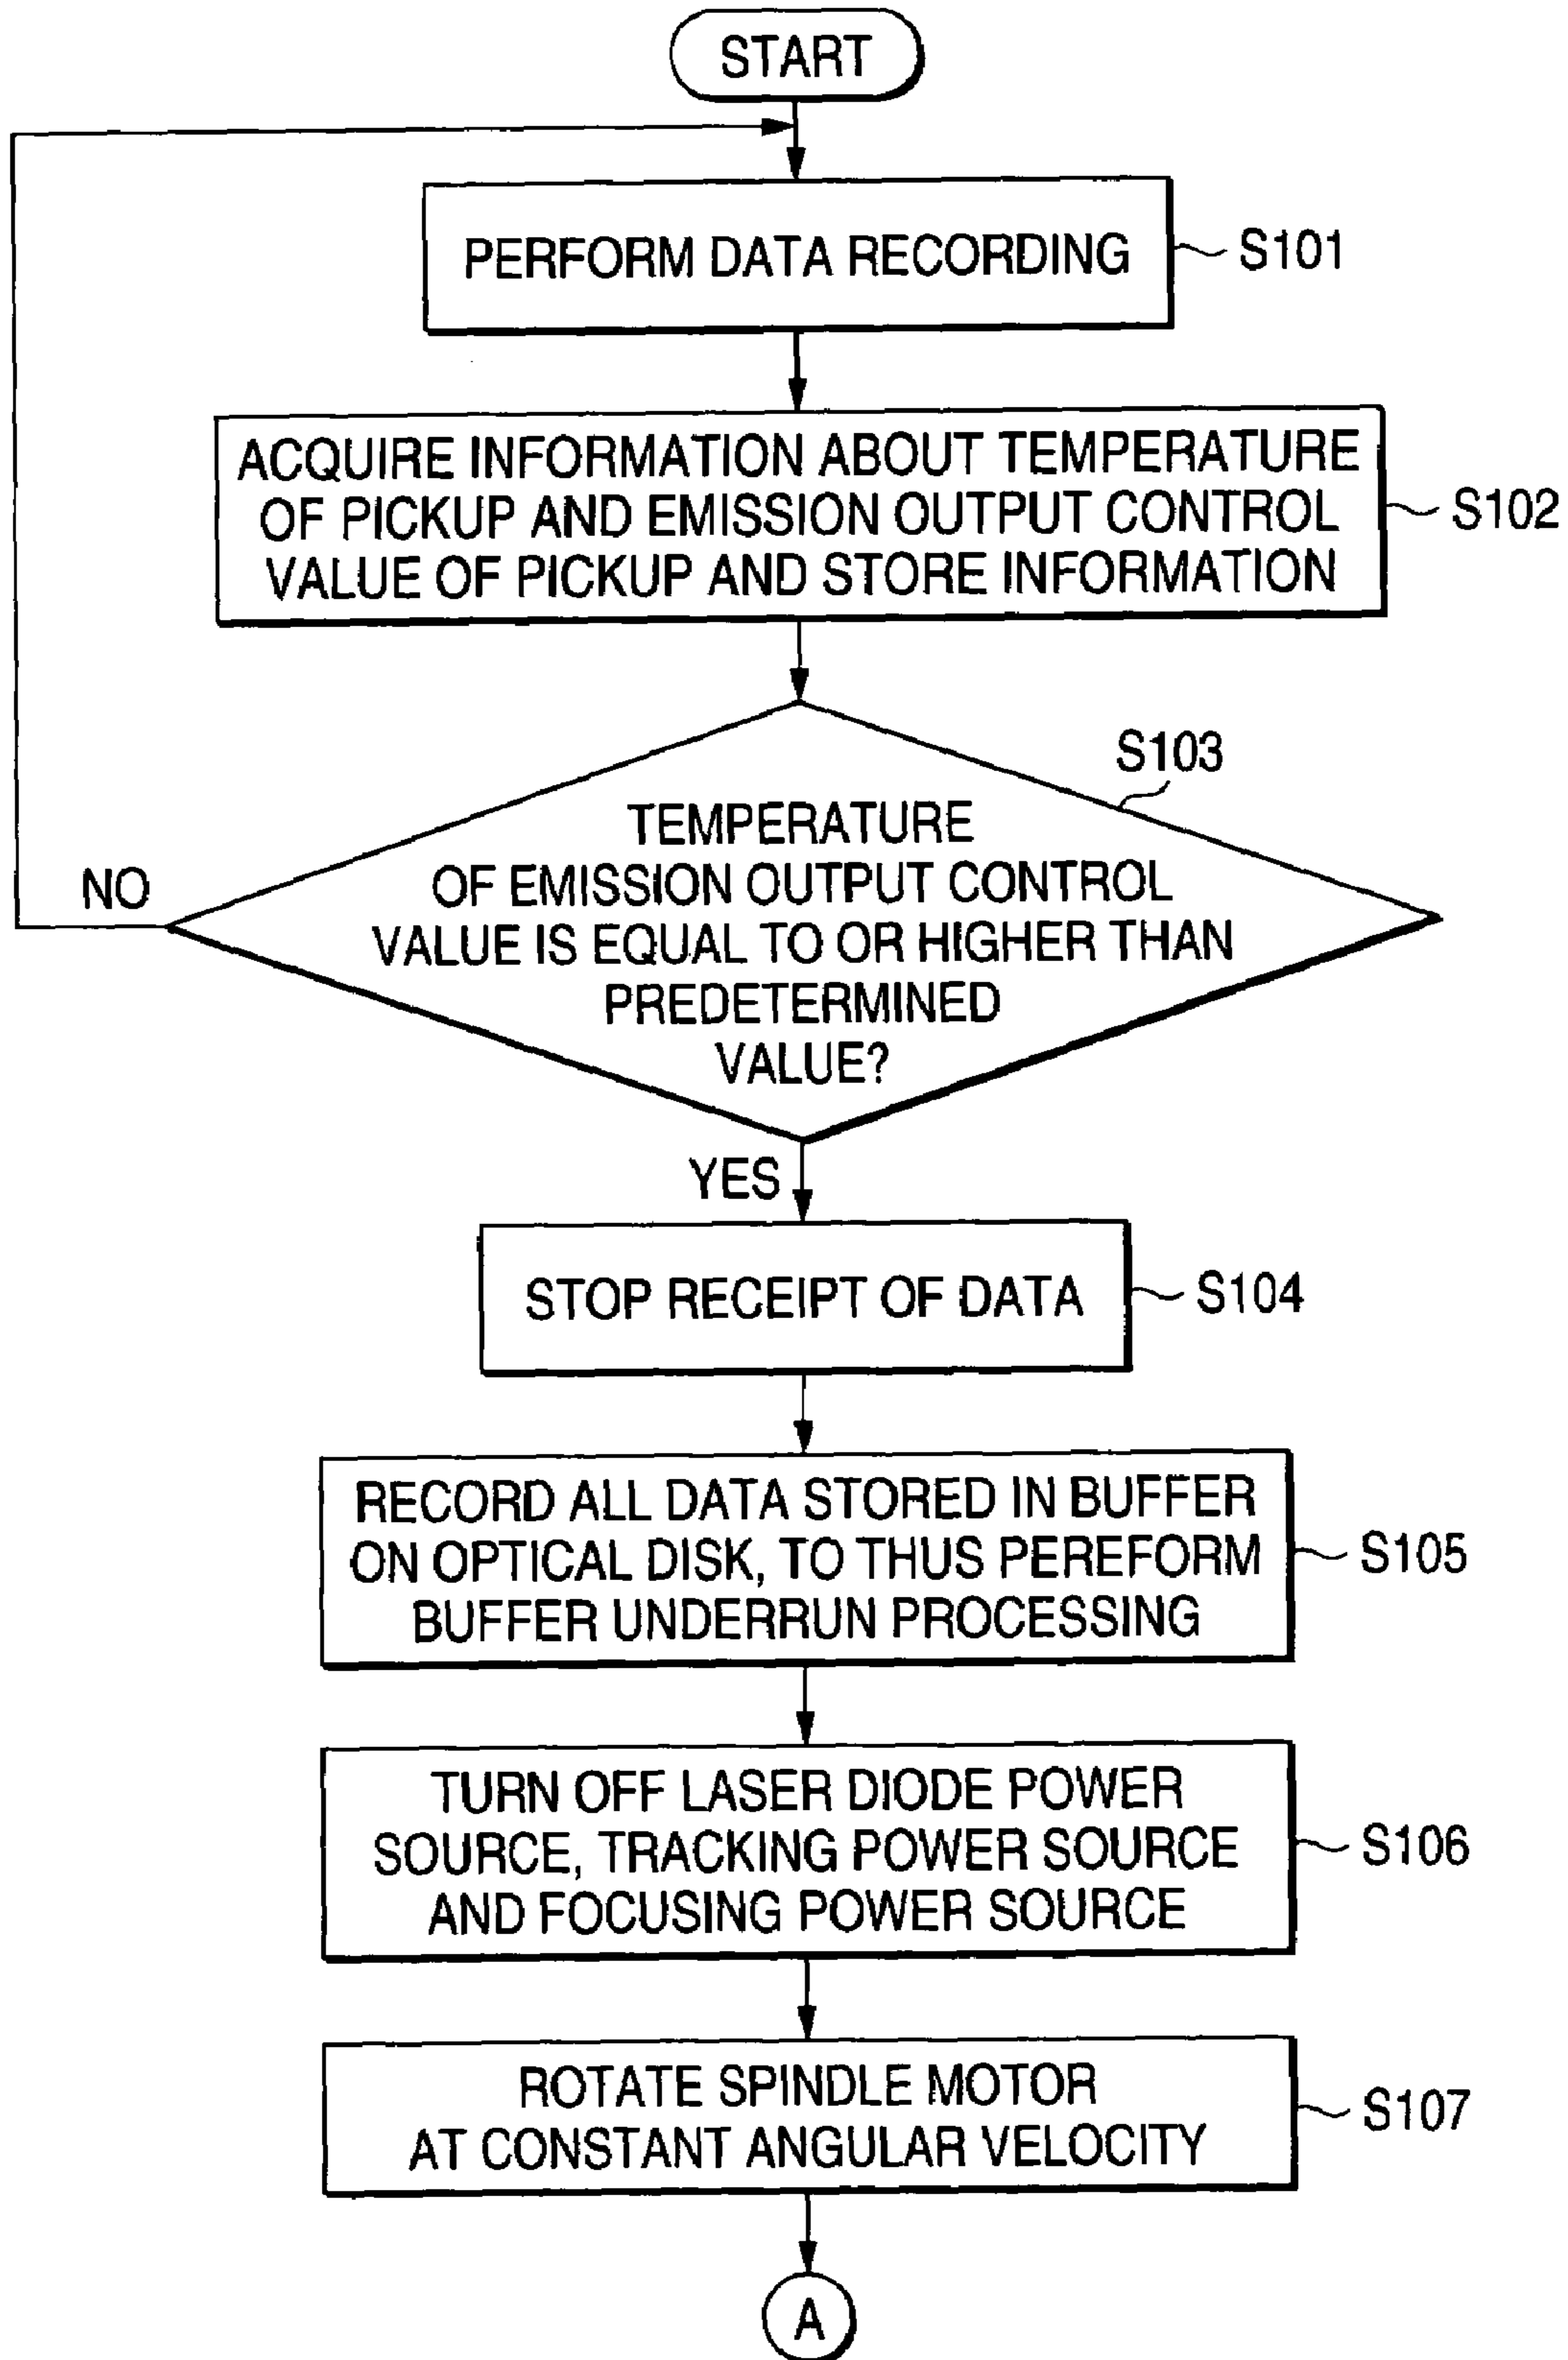 START
PERFORM DATA RECORDING
S101
ACQUIRE INFORMATION ABOUT TEMPERATURE
OF PICKUP AND EMISSION OUTPUT CONTROL
VALUE OF PICKUP AND STORE INFORMATION
S102
S103
TEMPERATURE
OF EMISSION OUTPUT CONTROL
VALUE IS EQUAL TO OR HIGHER THAN
PREDETERMINED
VALUE?
NO
YES
STOP RECEIPT OF DATA
S104
RECORD ALL DATA STORED IN BUFFER
ON OPTICAL DISK, TO THUS PEREFORM
BUFFER UNDERRUN PROCESSING
S105
TURN OFF LASER DIODE POWER
SOURCE, TRACKING POWER SOURCE
AND FOCUSING POWER SOURCE
S106
ROTATE SPINDLE MOTOR
AT CONSTANT ANGULAR VELOCITY
S107
A